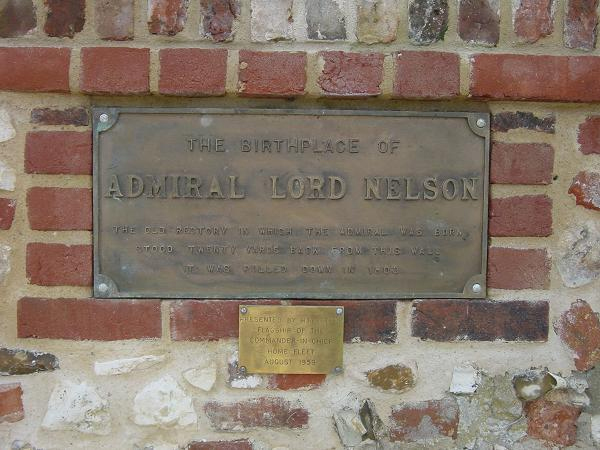 THE BIRTHPLACE OF
ADMIRAL LORD NELSON
THE OLD RECTORY IN WHICH THE ADMIRAL WAS BORN
STOOD TWENTY YARDS BACK FROM THIS WALL
IT WAS PULLED DOWN IN 1803
PRESENTED BY
FLAGSHIP OF THE
COMMANDER-IN-CHIEF
HOME FLEET
AUGUST 1959